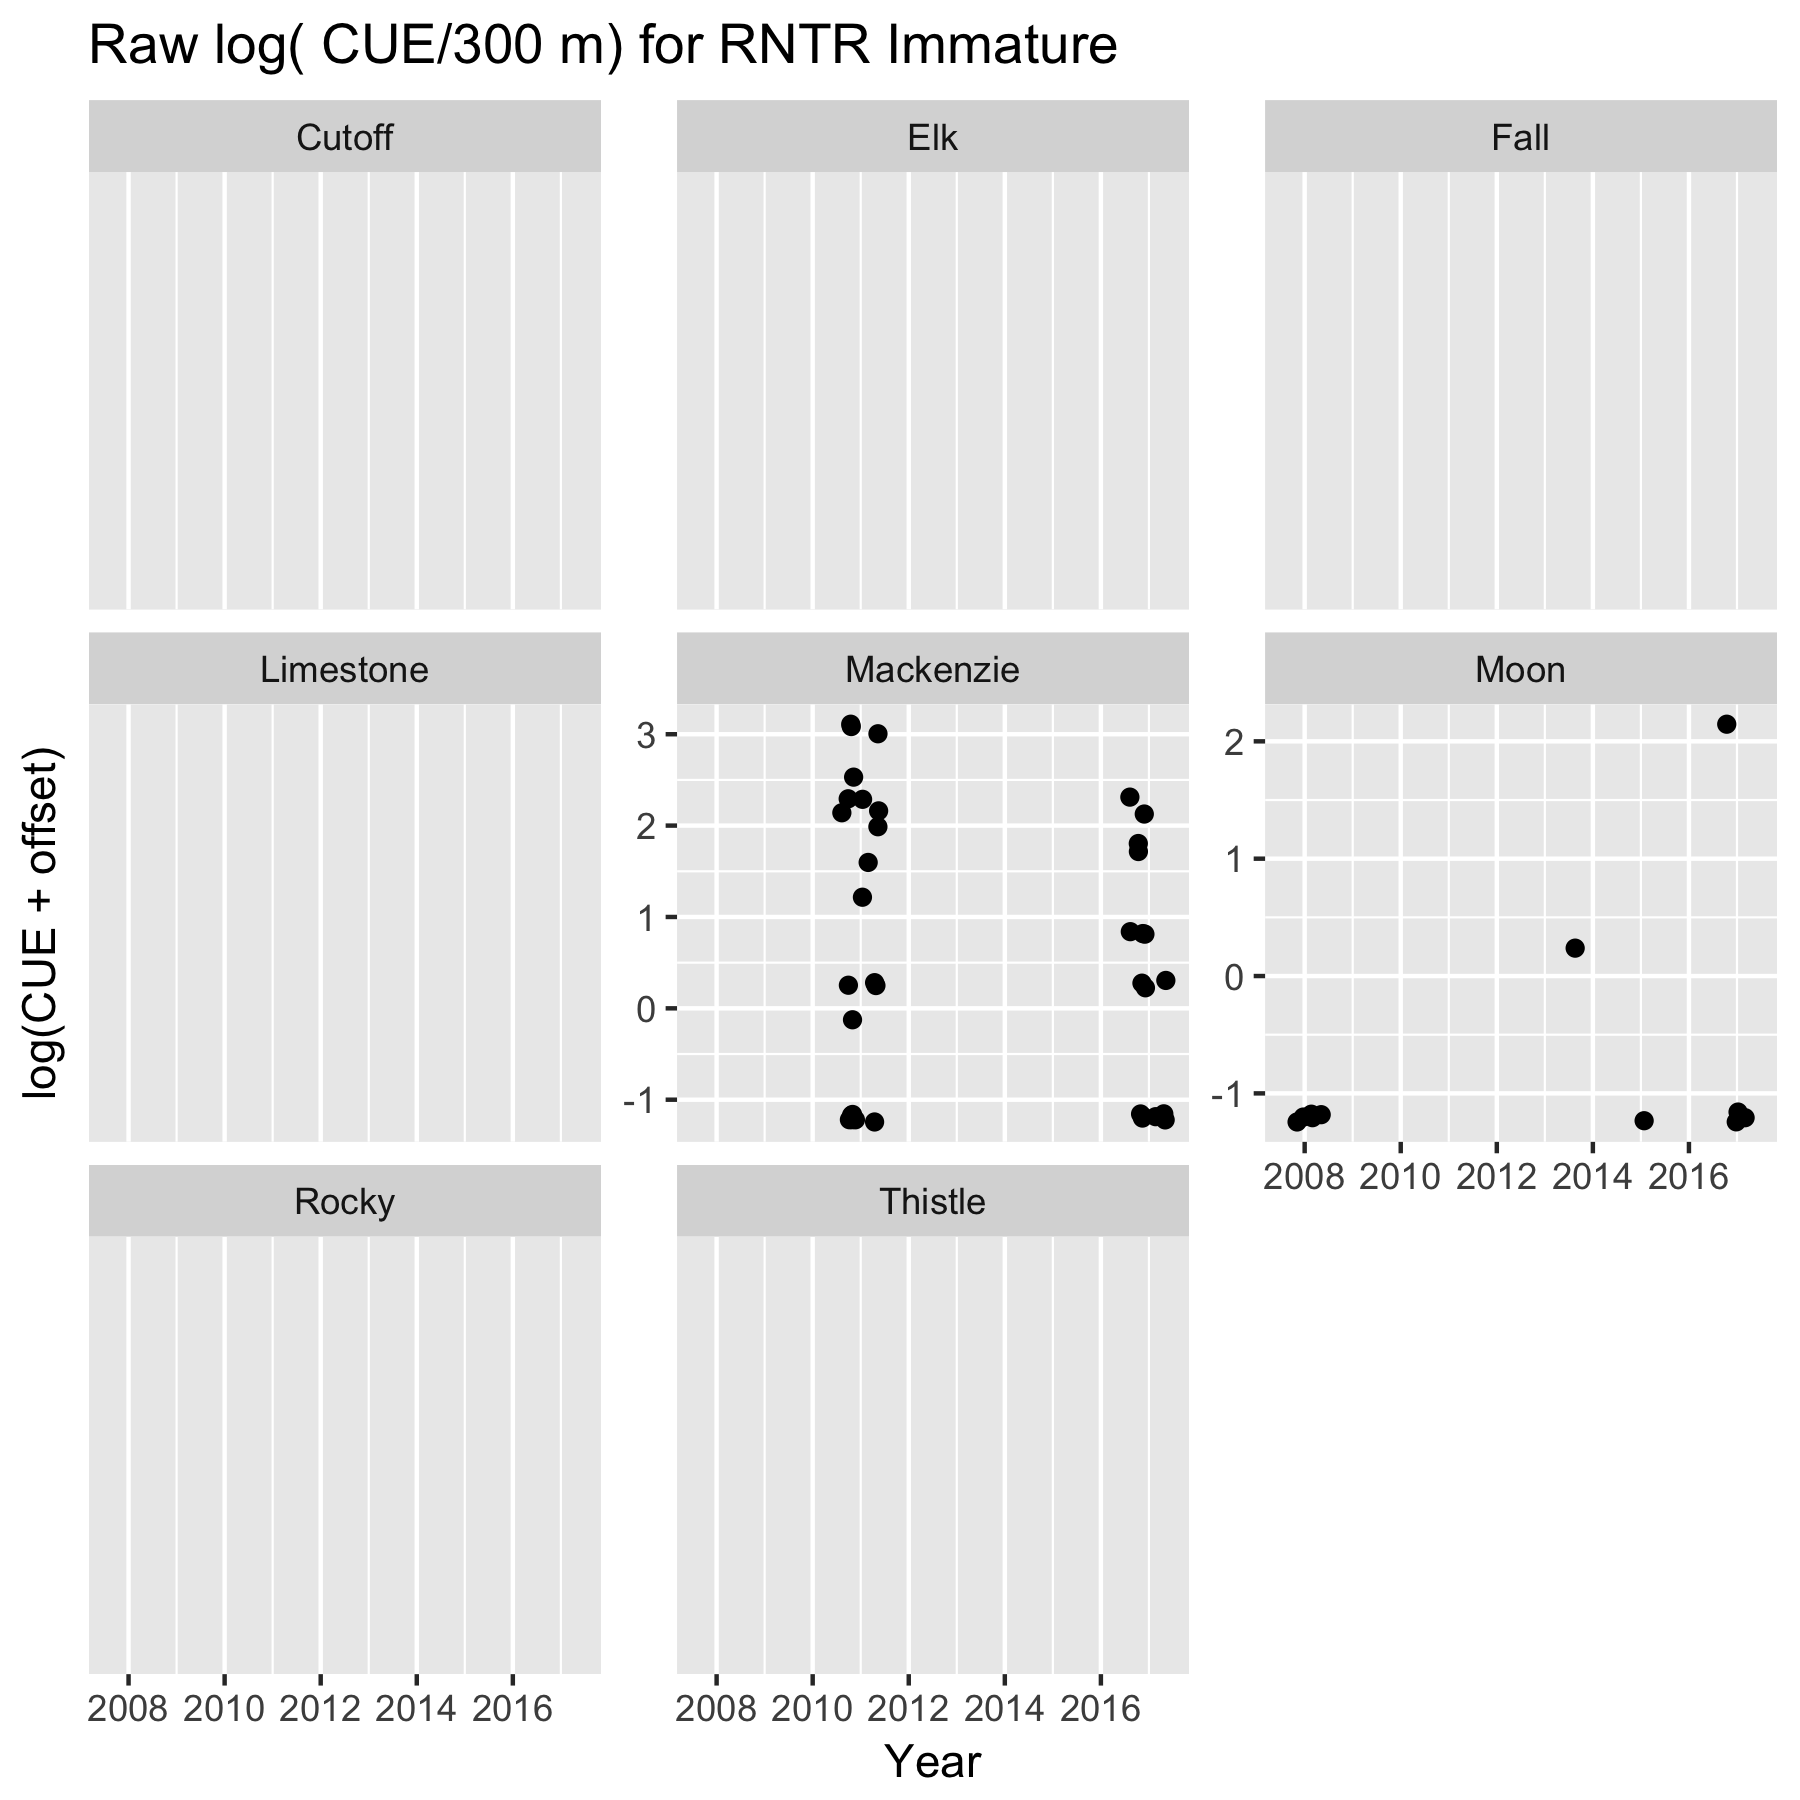 Raw log( CUE/300 m) for RNTR Immature
Cutoff
Elk
Fall
Limestone
Mackenzie
Moon
3
2
1
0
-1
2
1
0
-1
2008 2010 2012 2014 2016
Rocky
Thistle
2008 2010 2012 2014 2016
2008 2010 2012 2014 2016
Year
log(CUE + offset)